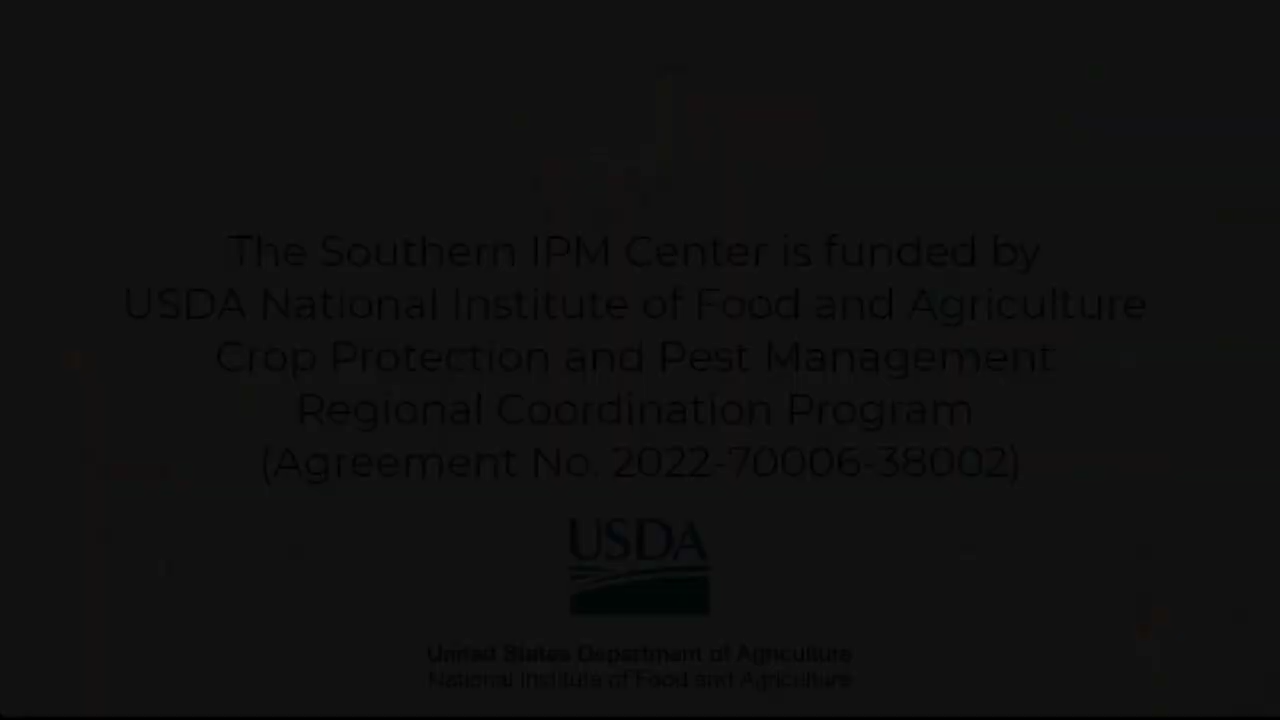 The Southern IPM Center is funded by
USDA National Institute of Food and Agriculture
Crop Protection and Pest Management
Regional Coordination Program
(Agreement No. 2022-70006-38002)
USDA
United States Department of Agriculture
National Institute of Food and Agriculture